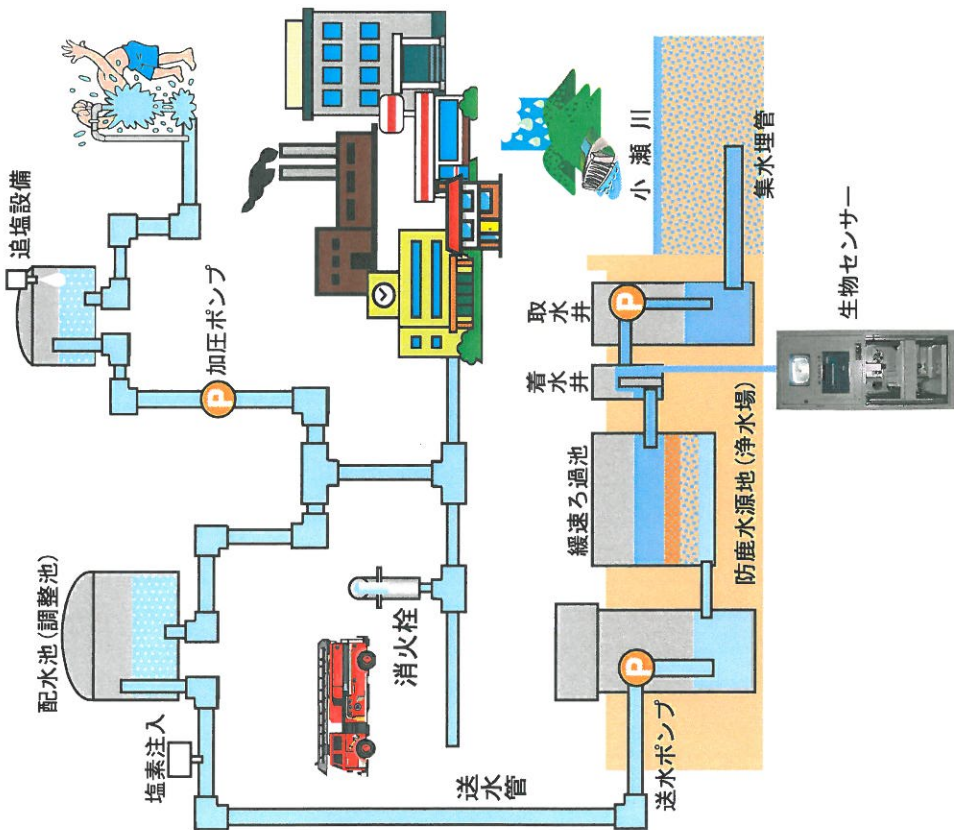 追塩設備
加圧ポンプ
配水池(調整池)
塩素注入
消火栓
送水管
小瀬川
集水埋管
取水井
着水井
緩速ろ過池
防鹿水源地(浄水場)
送水ポンプ
生物センサー
P
P
P